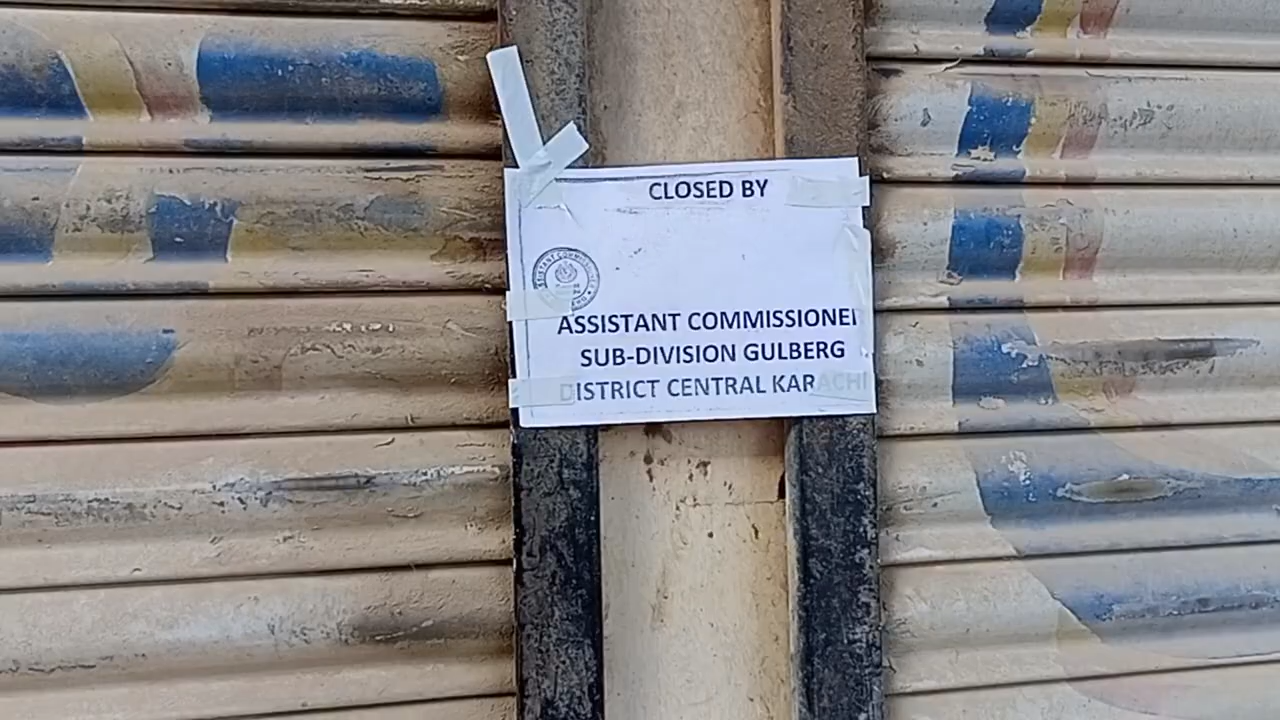 CLOSED BY
ASSISTANT COMMISSIONER
SUB-DIVISION GULBERG
DISTRICT CENTRAL KARACHI